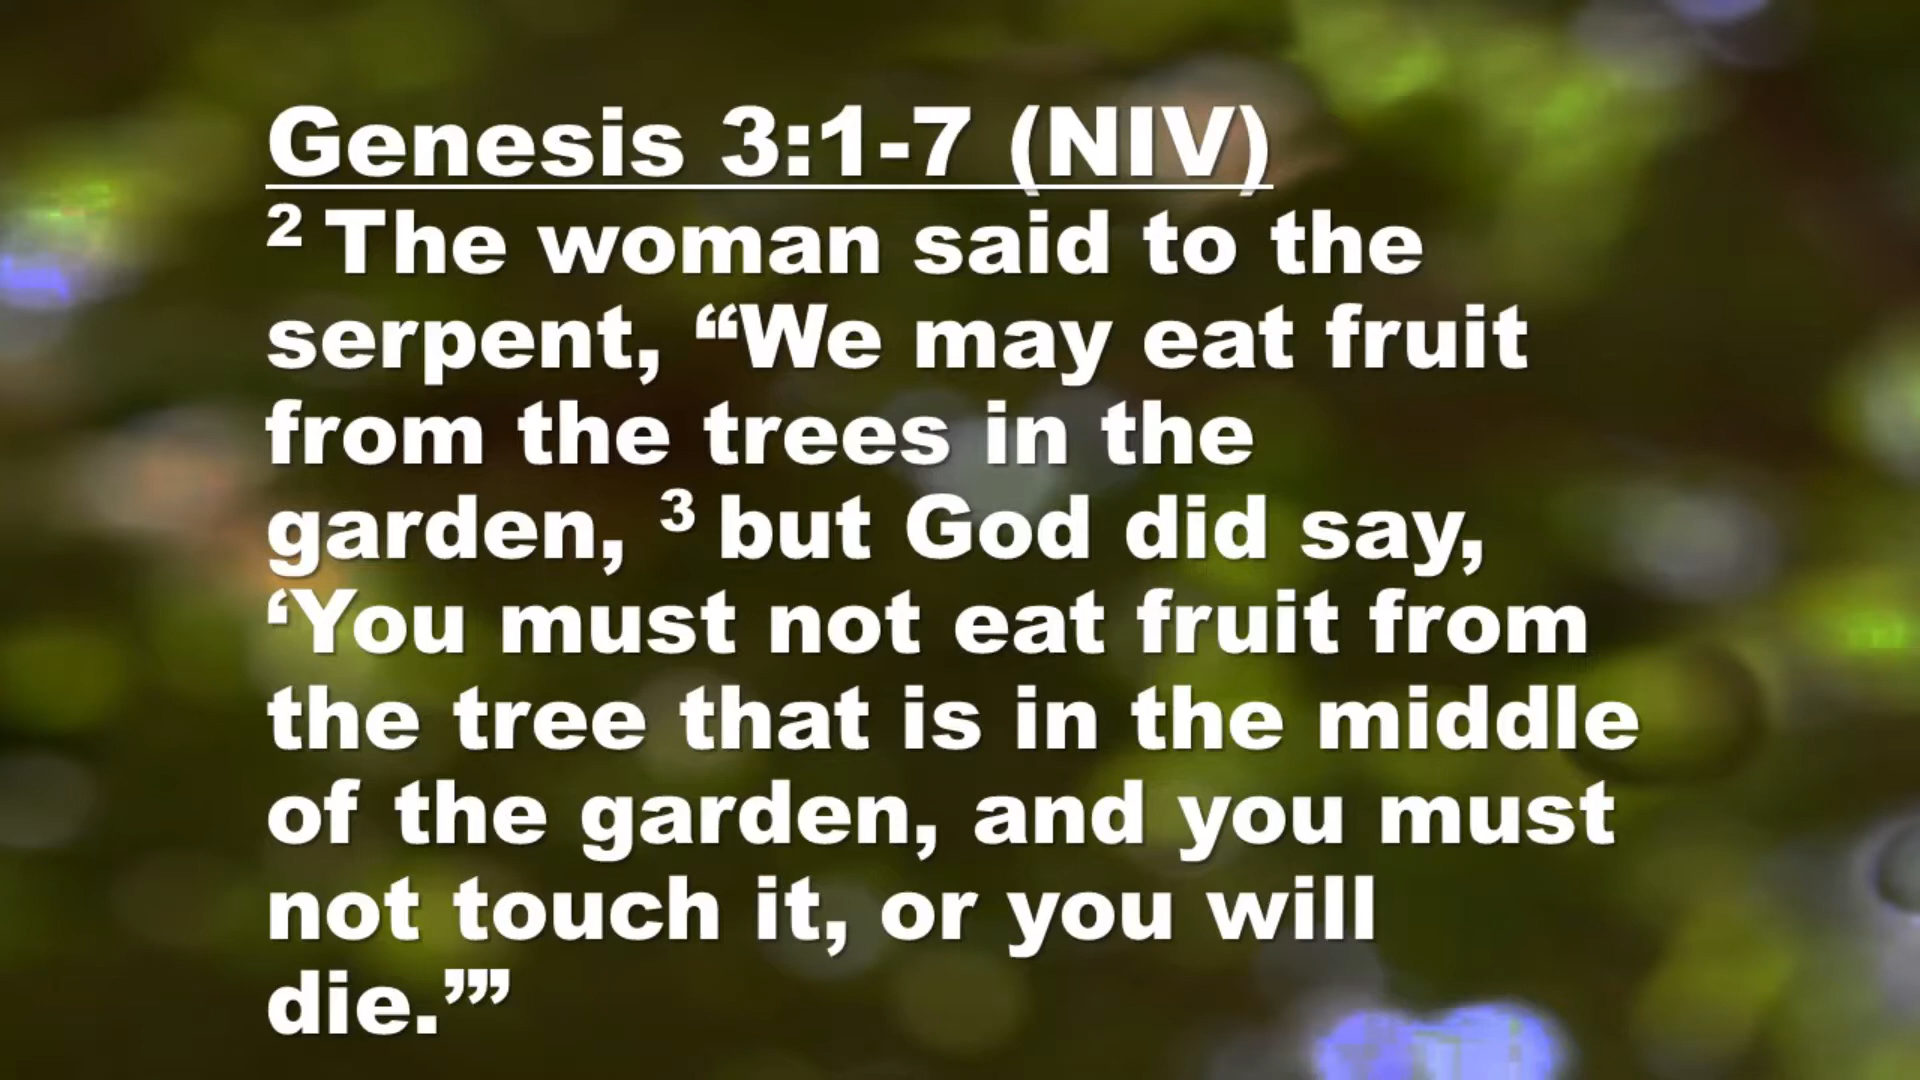 Genesis 3:1-7 (NIV)
² The woman said to the
serpent, “We may eat fruit
from the trees in the
garden, ³ but God did say,
‘You must not eat fruit from
the tree that is in the middle
of the garden, and you must
not touch it, or you will
die.’”